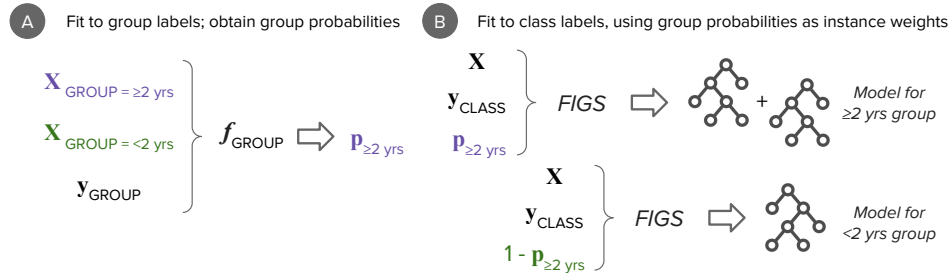 A Fit to group labels; obtain group probabilities
X GROUP = ≥2 yrs
X GROUP = <2 yrs
y GROUP
f GROUP
p ≥2 yrs
B Fit to class labels, using group probabilities as instance weights
X
y CLASS
p ≥2 yrs
FIGS
+
Model for
≥2 yrs group
X
y CLASS
1 - p ≥2 yrs
FIGS
Model for
<2 yrs group